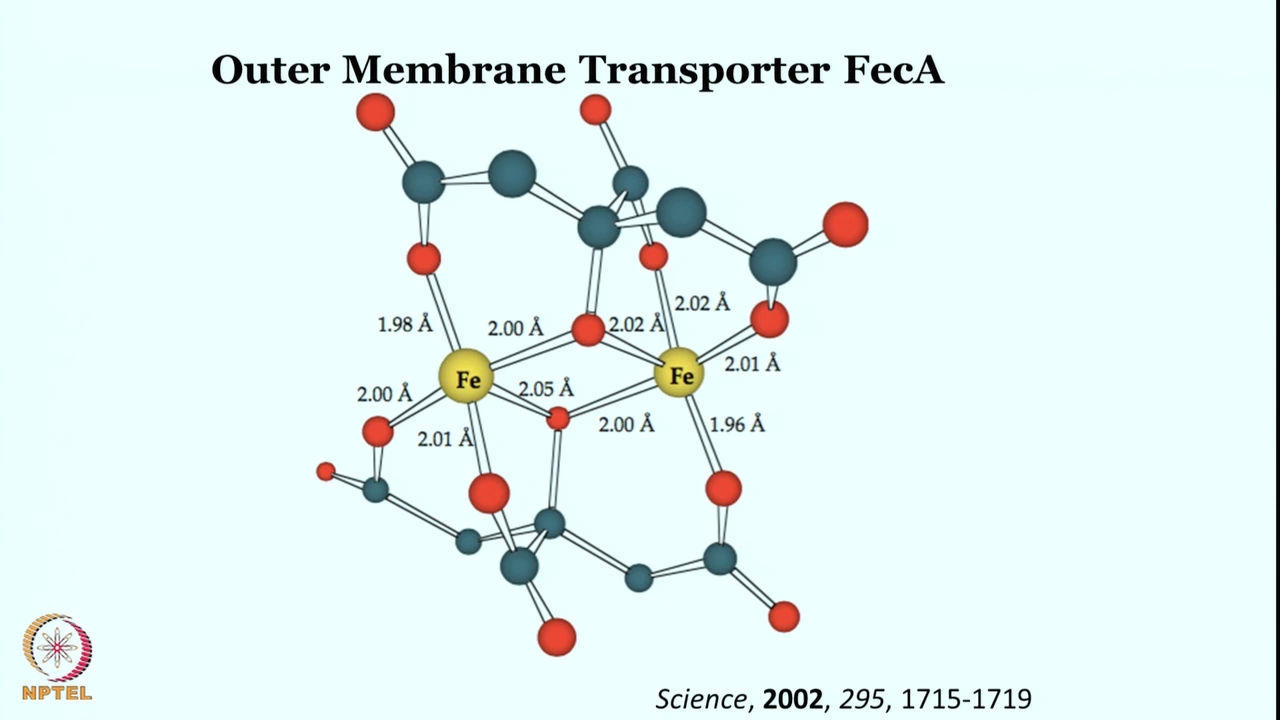 Outer Membrane Transporter FecA
2.02 Å
1.98 Å
2.00 Å
2.02 Å
2.01 Å
Fe
Fe
2.00 Å
2.05 Å
2.00 Å
1.96 Å
2.01 Å
NPTEL
Science, 2002, 295, 1715-1719